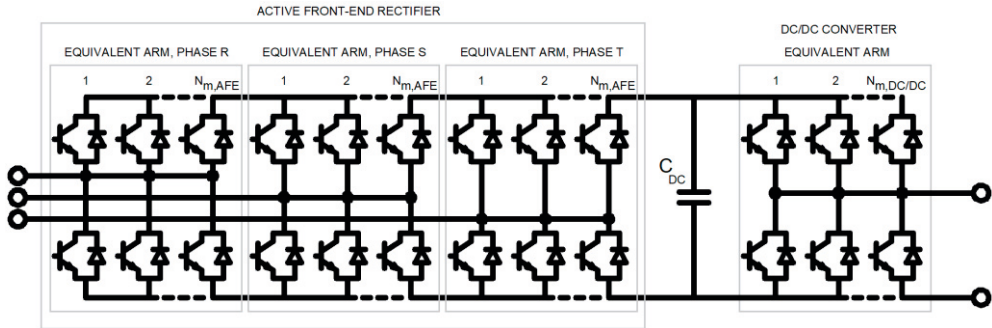 ACTIVE FRONT-END RECTIFIER
DC/DC CONVERTER
EQUIVALENT ARM, PHASE R
EQUIVALENT ARM, PHASE S
EQUIVALENT ARM, PHASE T
EQUIVALENT ARM
1 2 Nm,AFE
1 2 Nm,AFE
1 2 Nm,AFE
1 2 Nm,DC/DC
CDC